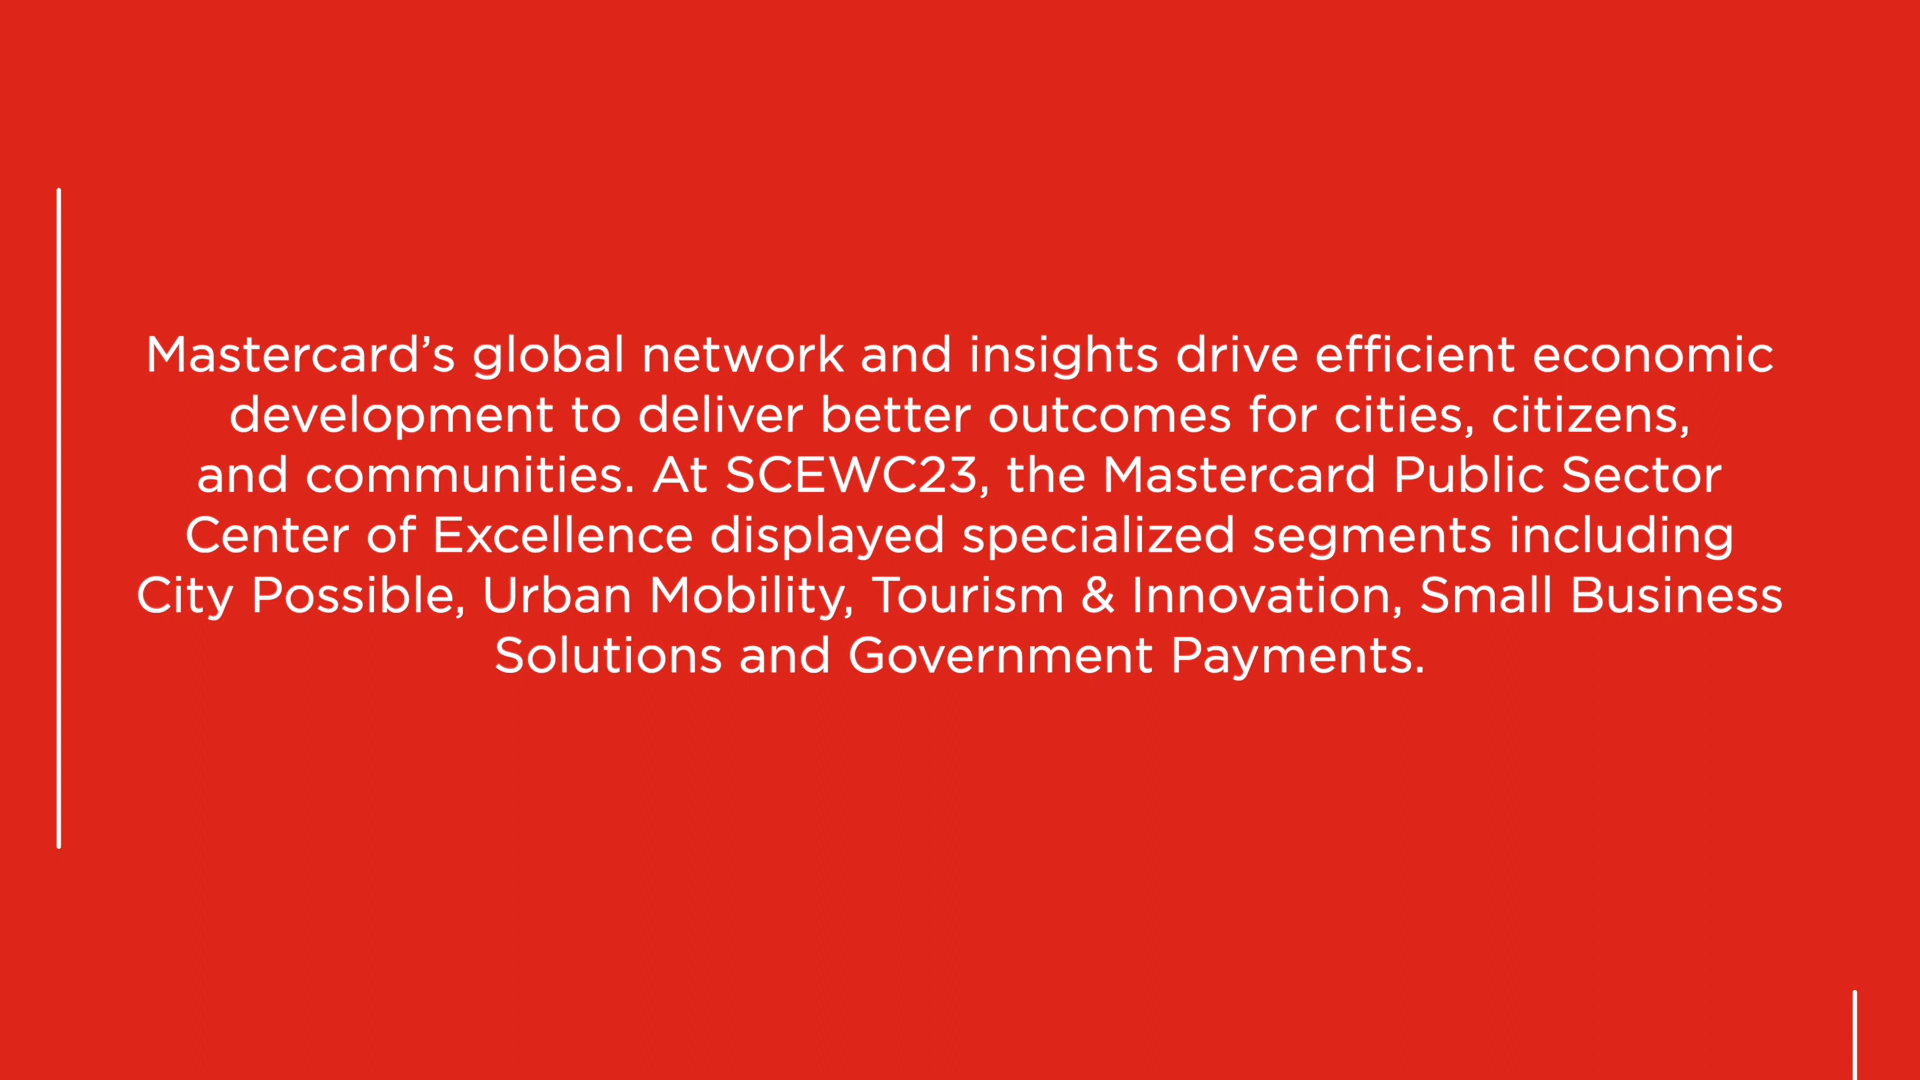 Mastercard’s global network and insights drive efficient economic
development to deliver better outcomes for cities, citizens,
and communities. At SCEWC23, the Mastercard Public Sector
Center of Excellence displayed specialized segments including
City Possible, Urban Mobility, Tourism & Innovation, Small Business
Solutions and Government Payments.